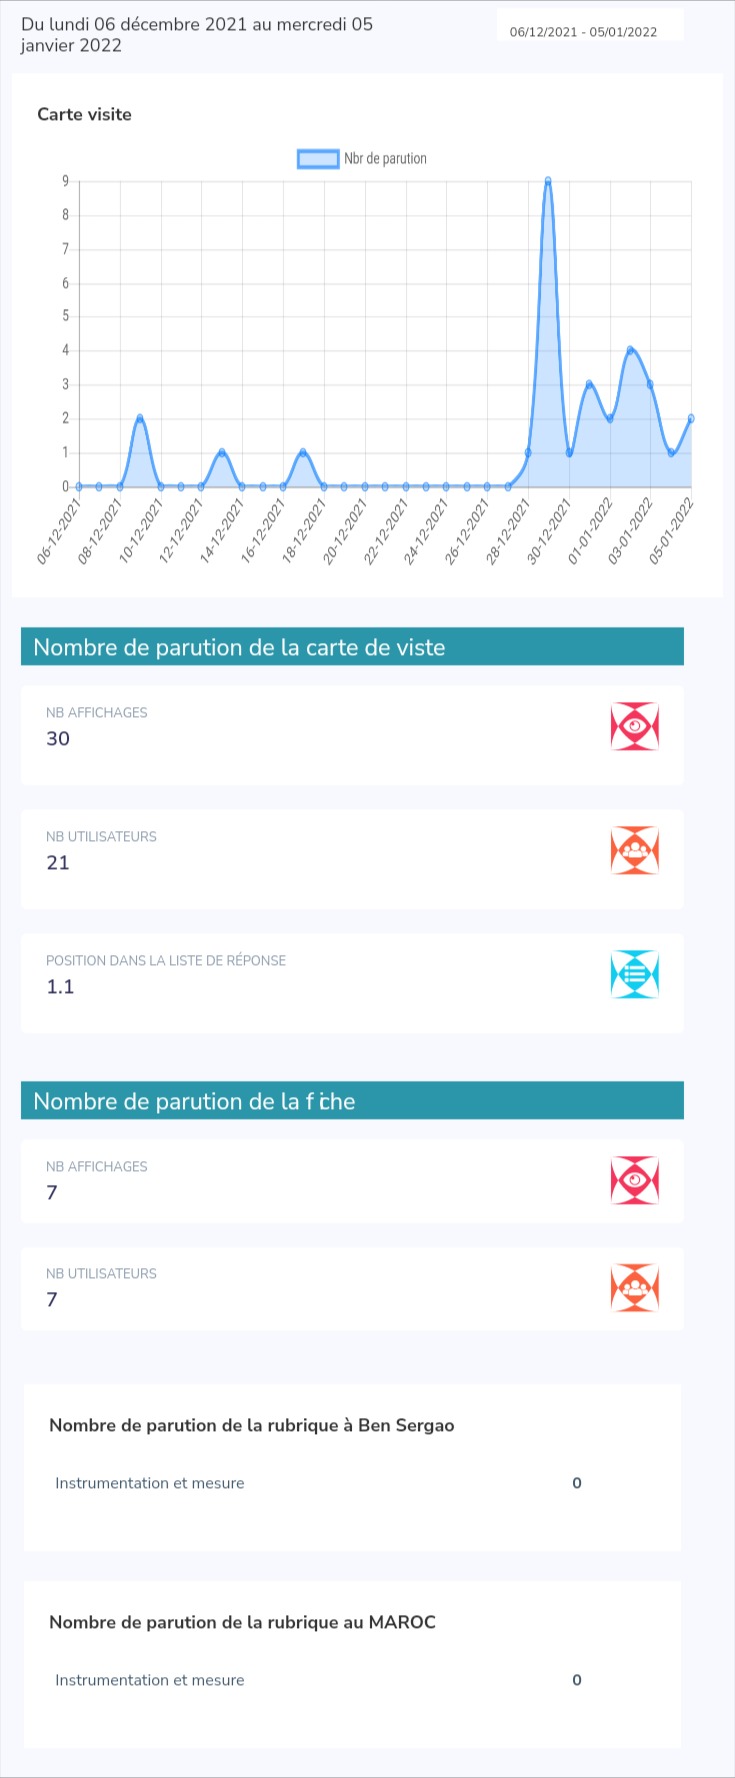 Du lundi 06 décembre 2021 au mercredi 05
janvier 2022
06/12/2021 - 05/01/2022
Carte visite
Nbr de parution
9
8
7
6
5
4
3
2
1
0
06-12-2021
08-12-2021
10-12-2021
12-12-2021
14-12-2021
16-12-2021
18-12-2021
20-12-2021
22-12-2021
24-12-2021
26-12-2021
28-12-2021
30-12-2021
01-01-2022
03-01-2022
05-01-2022
Nombre de parution de la carte de viste
NB AFFICHAGES
30
NB UTILISATEURS
21
POSITION DANS LA LISTE DE RÉPONSE
1.1
Nombre de parution de la fiche
NB AFFICHAGES
7
NB UTILISATEURS
7
Nombre de parution de la rubrique à Ben Sergao
Instrumentation et mesure 0
Nombre de parution de la rubrique au MAROC
Instrumentation et mesure 0